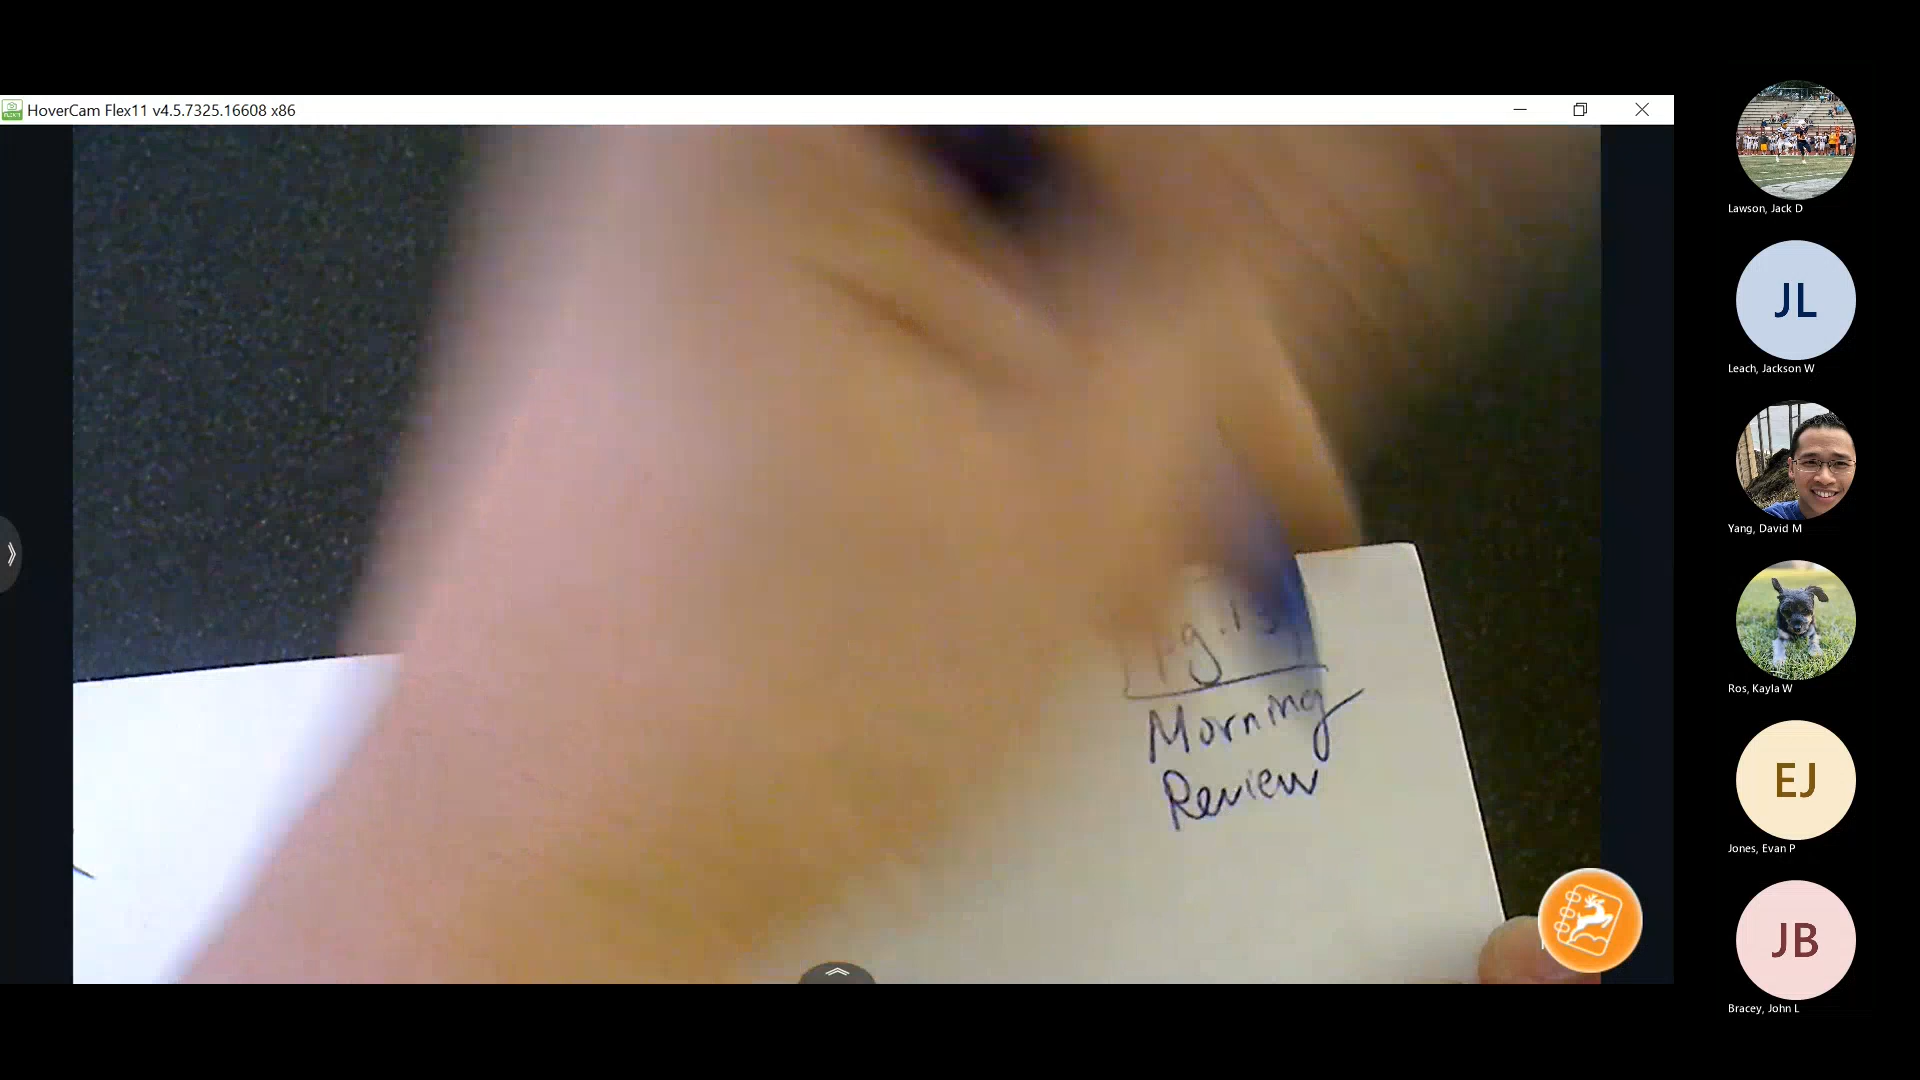 HoverCam Flex11 v4.5.7325.16608 x86
Morning
Review
Lawson, Jack D
JL
Leach, Jackson W
Yang, David M
Ros, Kayla W
EJ
Jones, Evan P
JB
Bracey, John L